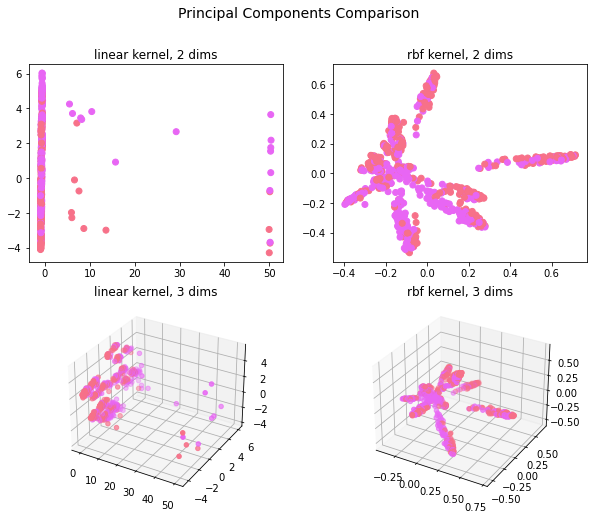 Principal Components Comparison
linear kernel, 2 dims
6
4
2
0
−2
−4
0 10 20 30 40 50
rbf kernel, 2 dims
0.6
0.4
0.2
0.0
−0.2
−0.4
−0.4 −0.2 0.0 0.2 0.4 0.6
linear kernel, 3 dims
4
2
0
−2
−4
0 10 20 30 40 50
−4 −2 0 2 4 6
rbf kernel, 3 dims
0.50
0.25
0.00
−0.25
−0.50
−0.25 0.00 0.25 0.50 0.75
−0.50 −0.25 0.00 0.25 0.50